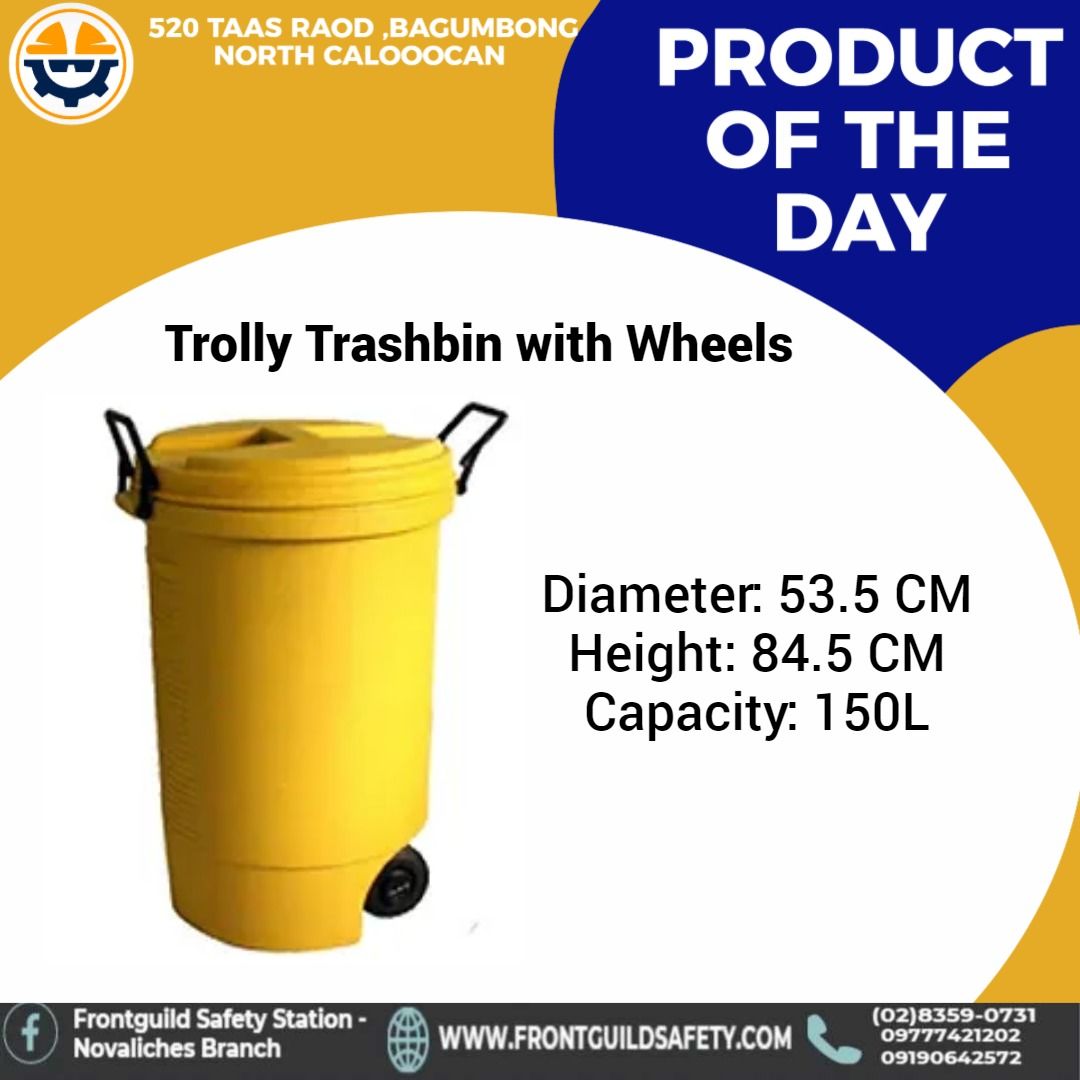 520 TAAS RAOD ,BAGUMBONG
NORTH CALOOOCAN
PRODUCT
OF THE
DAY
Trolly Trashbin with Wheels
Diameter: 53.5 CM
Height: 84.5 CM
Capacity: 150L
f
Frontguild Safety Station -
Novaliches Branch
WWW.FRONTGUILDSAFETY.COM
(02)8359-0731
09777421202
09190642572